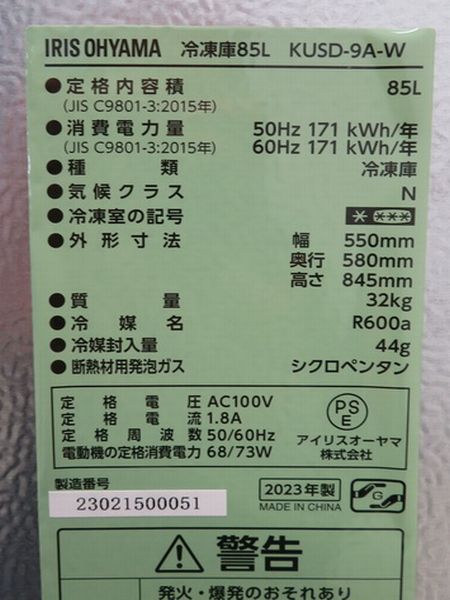 IRIS OHYAMA 冷凍庫85L KUSD-9A-W
●定格内容積 85L
(JIS C9801-3:2015年)
●消費電力量 50Hz 171 kWh/年
(JIS C9801-3:2015年) 60Hz 171 kWh/年
●種類 冷凍庫
●気候クラス N
●冷凍室の記号
●外形寸法 幅 550mm
奥行 580mm
高さ 845mm
●質量 32kg
●冷媒名 R600a
●冷媒封入量 44g
●断熱材用発泡ガス シクロペンタン
定格電圧 AC100V
定格電流 1.8A
定格周波数 50/60Hz
電動機の定格消費電力 68/73W
PS
E
アイリスオーヤマ
株式会社
製造番号
23021500051
2023年製
MADE IN CHINA
G
警告
発火・爆発のおそれあり